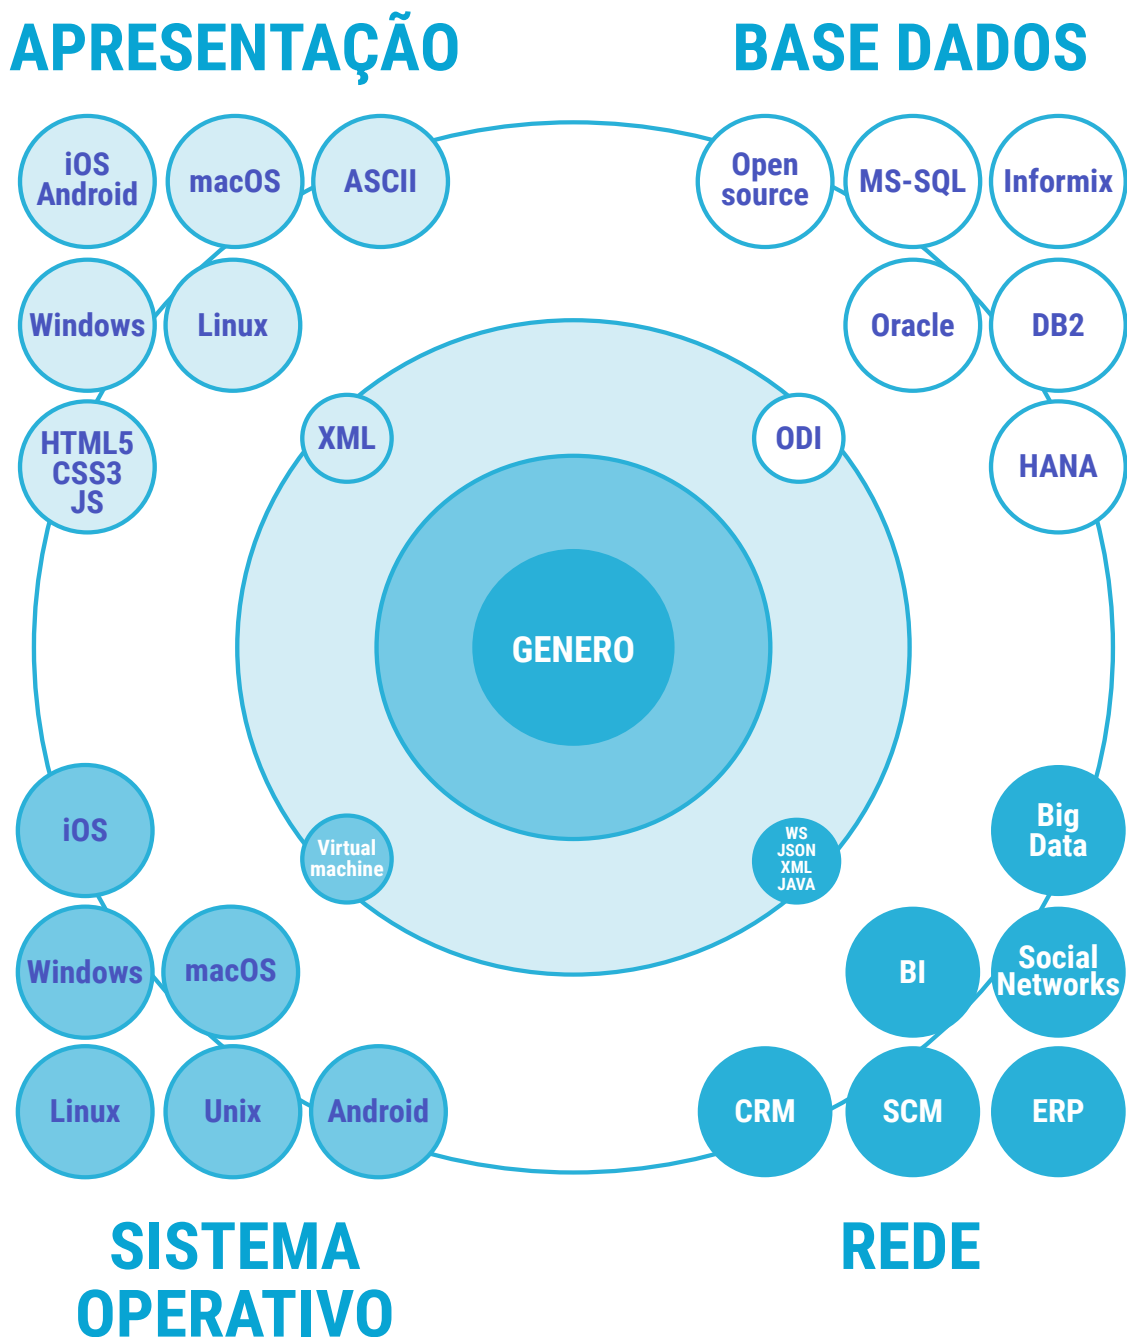 APRESENTAÇÃO
BASE DADOS
iOS
Android
macOS
ASCII
Open
source
MS-SQL
Informix
Windows
Linux
Oracle
DB2
HTML5
CSS3
JS
XML
ODI
HANA
GENERO
iOS
Virtual
machine
WS
JSON
XML
JAVA
Big
Data
Windows
macOS
BI
Social
Networks
Linux
Unix
Android
CRM
SCM
ERP
SISTEMA
OPERATIVO
REDE